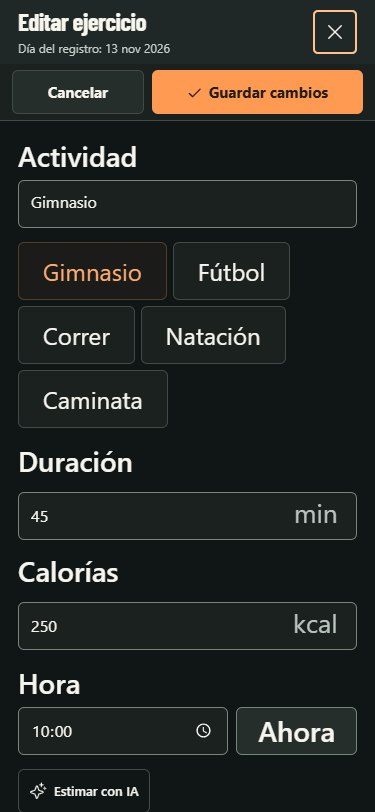 Editar ejercicio
Día del registro: 13 nov 2026
Cancelar
Guardar cambios
Actividad
Gimnasio
Gimnasio
Fútbol
Correr
Natación
Caminata
Duración
45 min
Calorías
250 kcal
Hora
10:00
Ahora
Estimar con IA